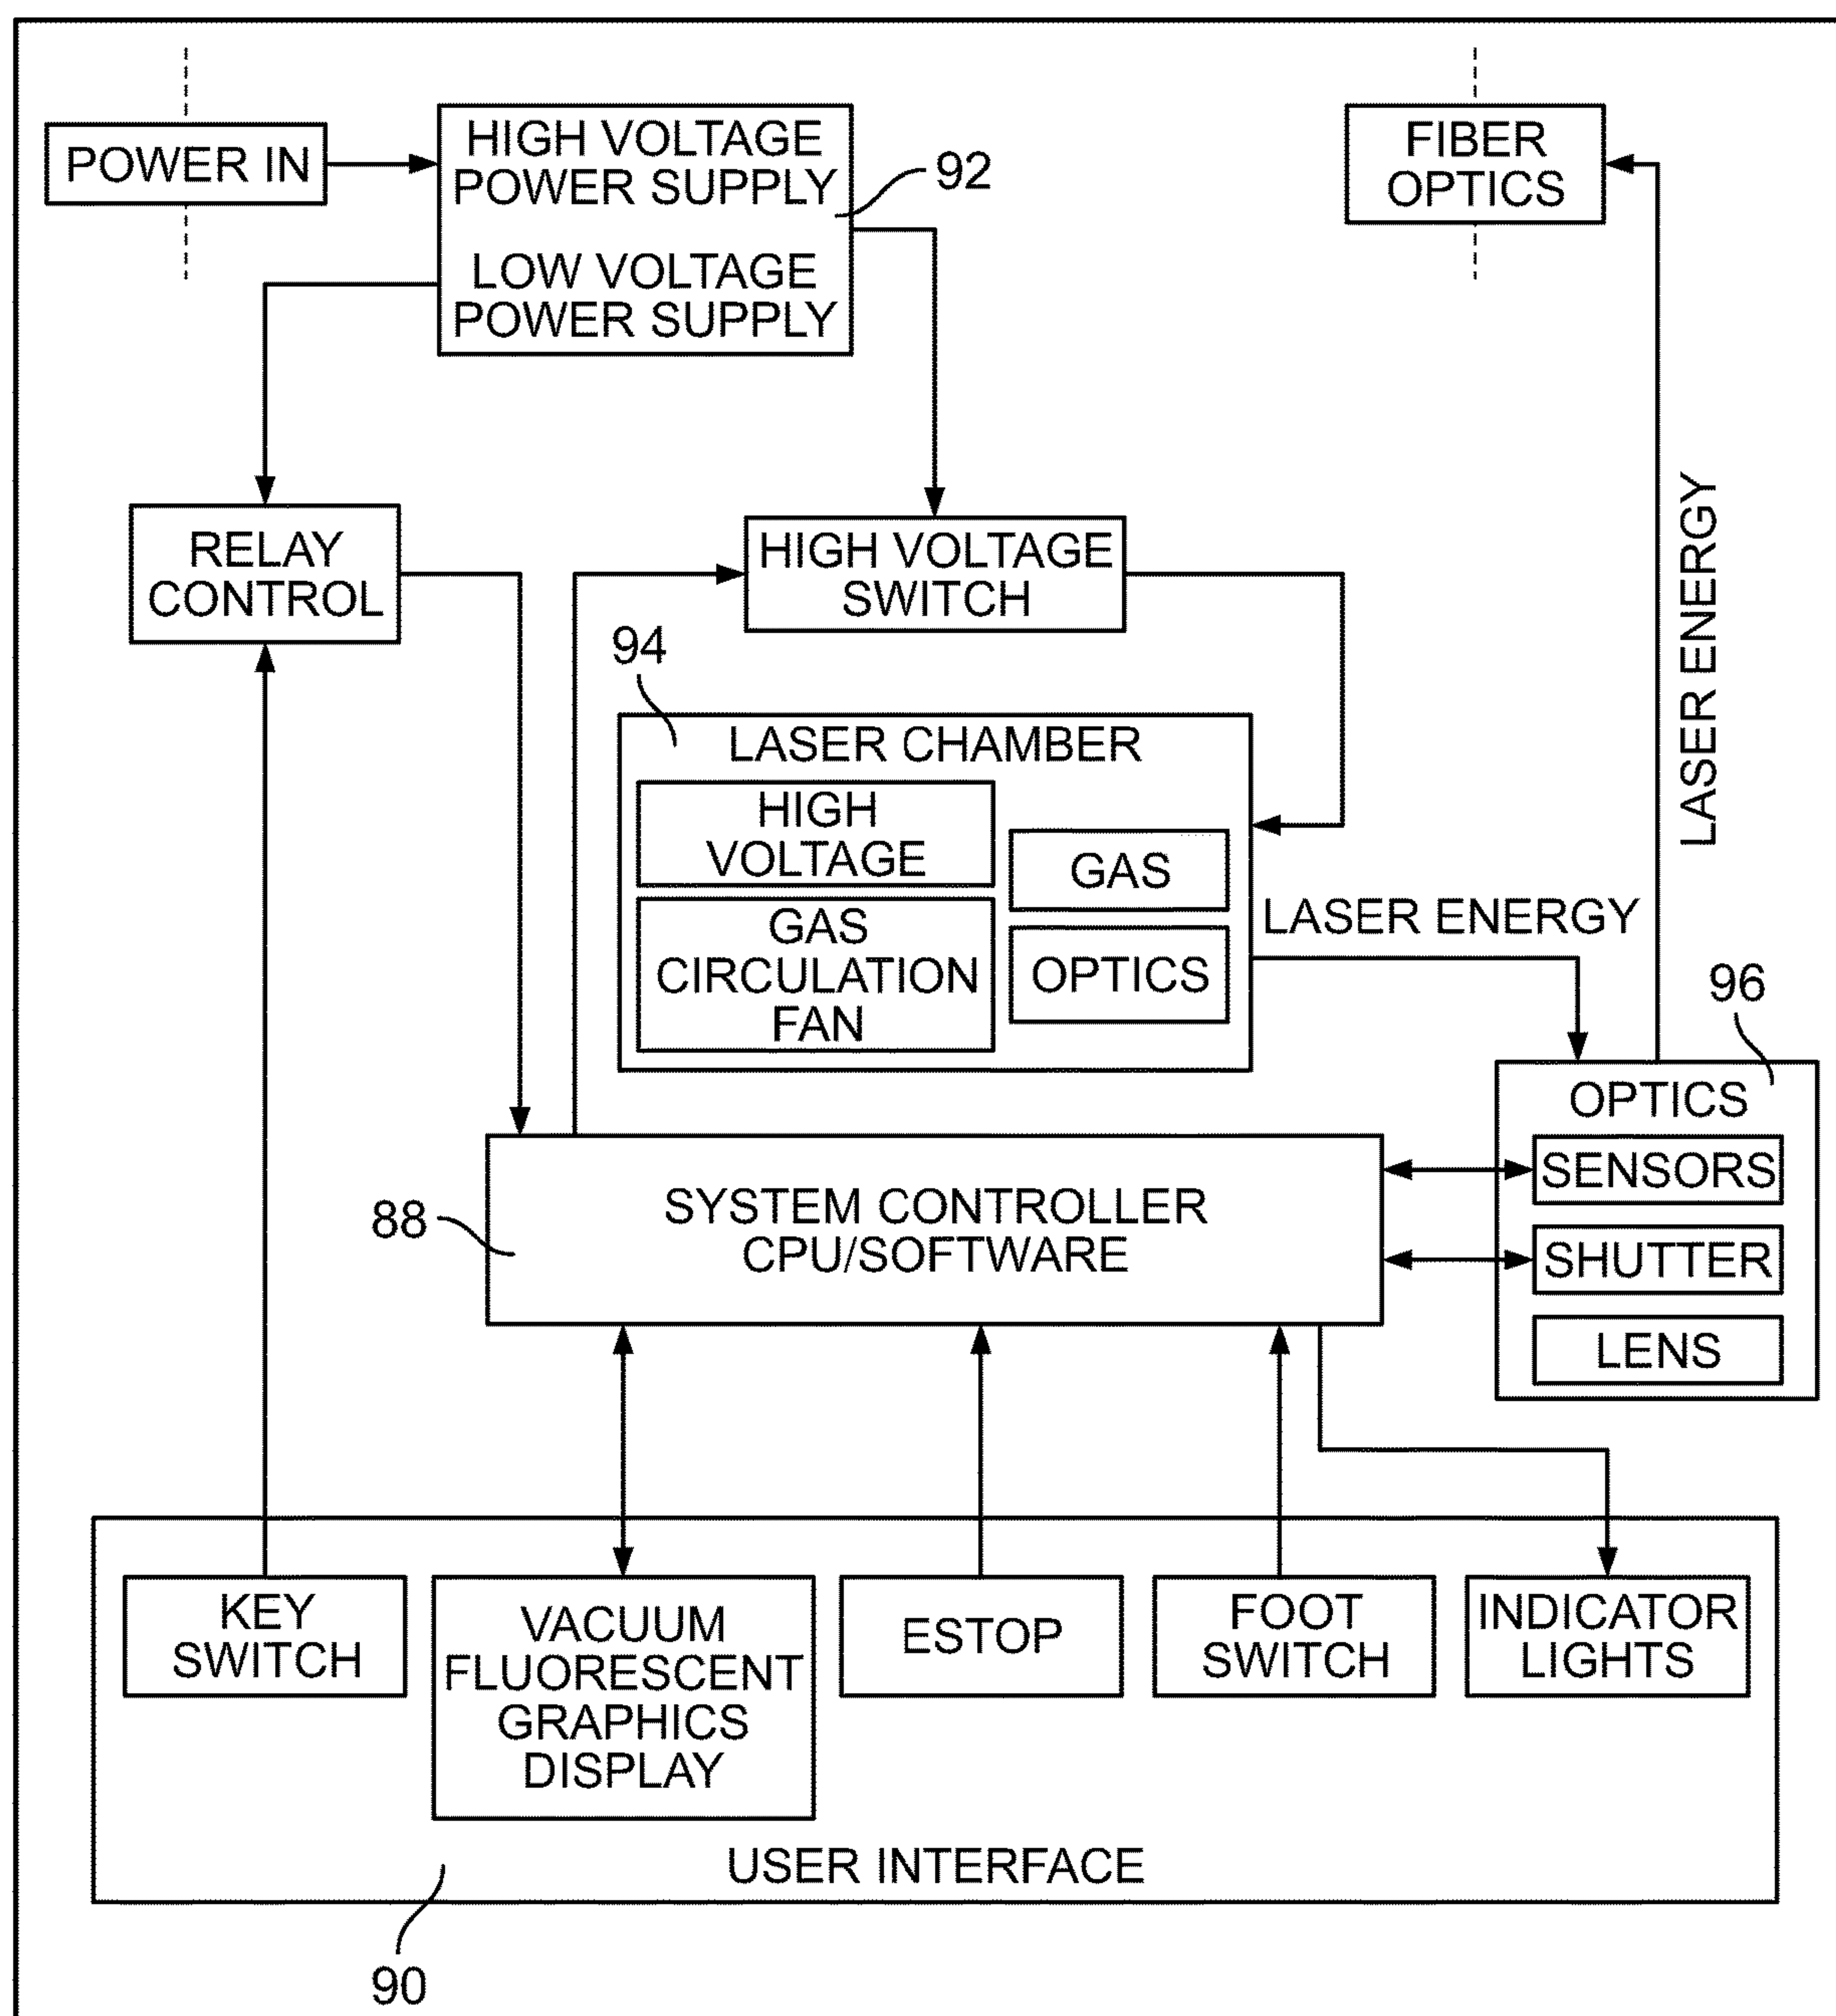 POWER IN
HIGH VOLTAGE
POWER SUPPLY
LOW VOLTAGE
POWER SUPPLY
92
FIBER
OPTICS
RELAY
CONTROL
HIGH VOLTAGE
SWITCH
LASER ENERGY
94
LASER CHAMBER
HIGH
VOLTAGE
GAS
GAS
CIRCULATION
FAN
OPTICS
LASER ENERGY
96
OPTICS
SENSORS
SHUTTER
LENS
88
SYSTEM CONTROLLER
CPU/SOFTWARE
KEY
SWITCH
VACUUM
FLUORESCENT
GRAPHICS
DISPLAY
ESTOP
FOOT
SWITCH
INDICATOR
LIGHTS
USER INTERFACE
90